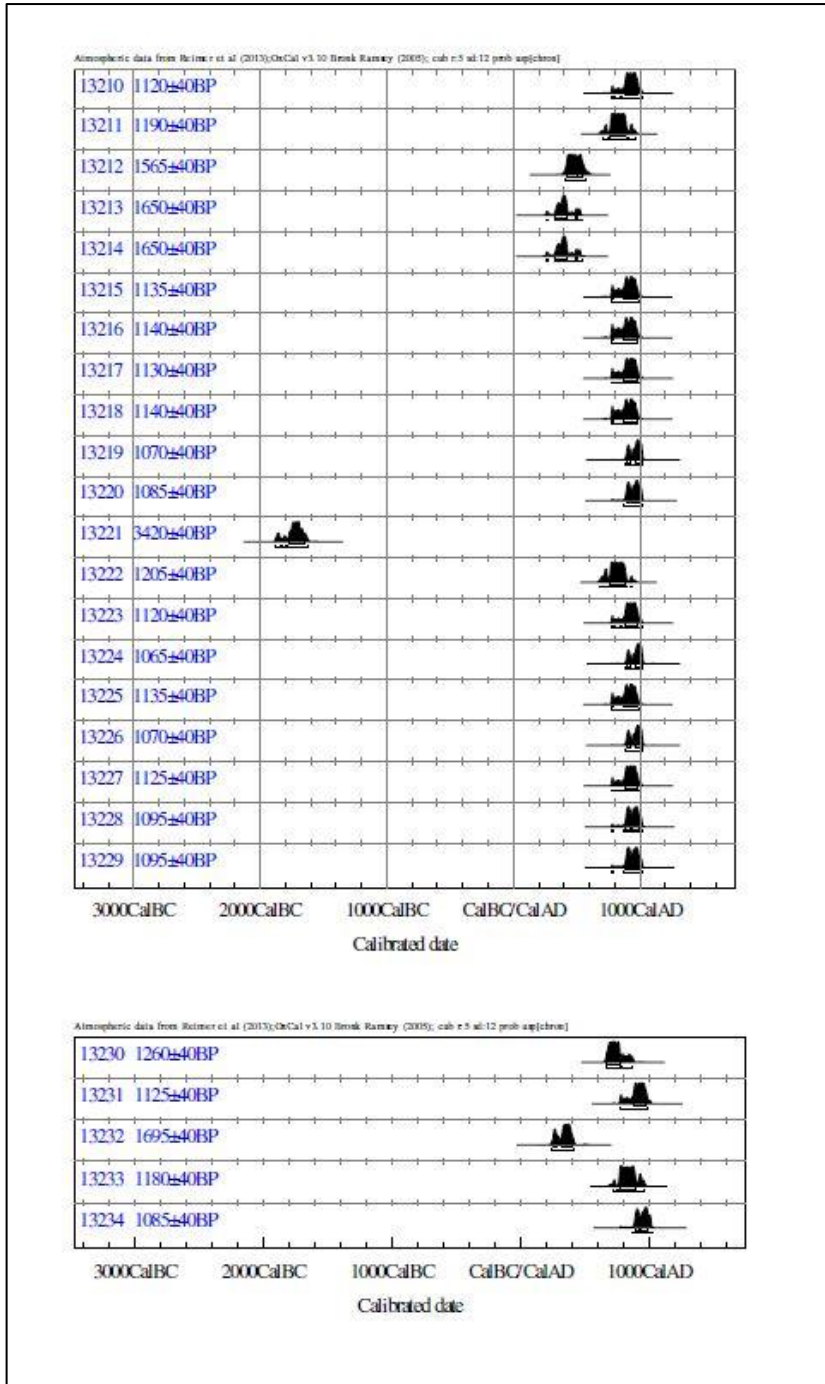 Atmospheric data from Reimer et al (2013);OxCal v3.10 Bronk Ramsey (2005); cub r:5 sd:12 prob usp[chron]
13210 1120±40BP
13211 1190±40BP
13212 1565±40BP
13213 1650±40BP
13214 1650±40BP
13215 1135±40BP
13216 1140±40BP
13217 1130±40BP
13218 1140±40BP
13219 1070±40BP
13220 1085±40BP
13221 3420±40BP
13222 1205±40BP
13223 1120±40BP
13224 1065±40BP
13225 1135±40BP
13226 1070±40BP
13227 1125±40BP
13228 1095±40BP
13229 1095±40BP
3000CalBC 2000CalBC 1000CalBC CalBC/CalAD 1000CalAD
Calibrated date
Atmospheric data from Reimer et al (2013);OxCal v3.10 Bronk Ramsey (2005); cub r:5 sd:12 prob usp[chron]
13230 1260±40BP
13231 1125±40BP
13232 1695±40BP
13233 1180±40BP
13234 1085±40BP
3000CalBC 2000CalBC 1000CalBC CalBC/CalAD 1000CalAD
Calibrated date